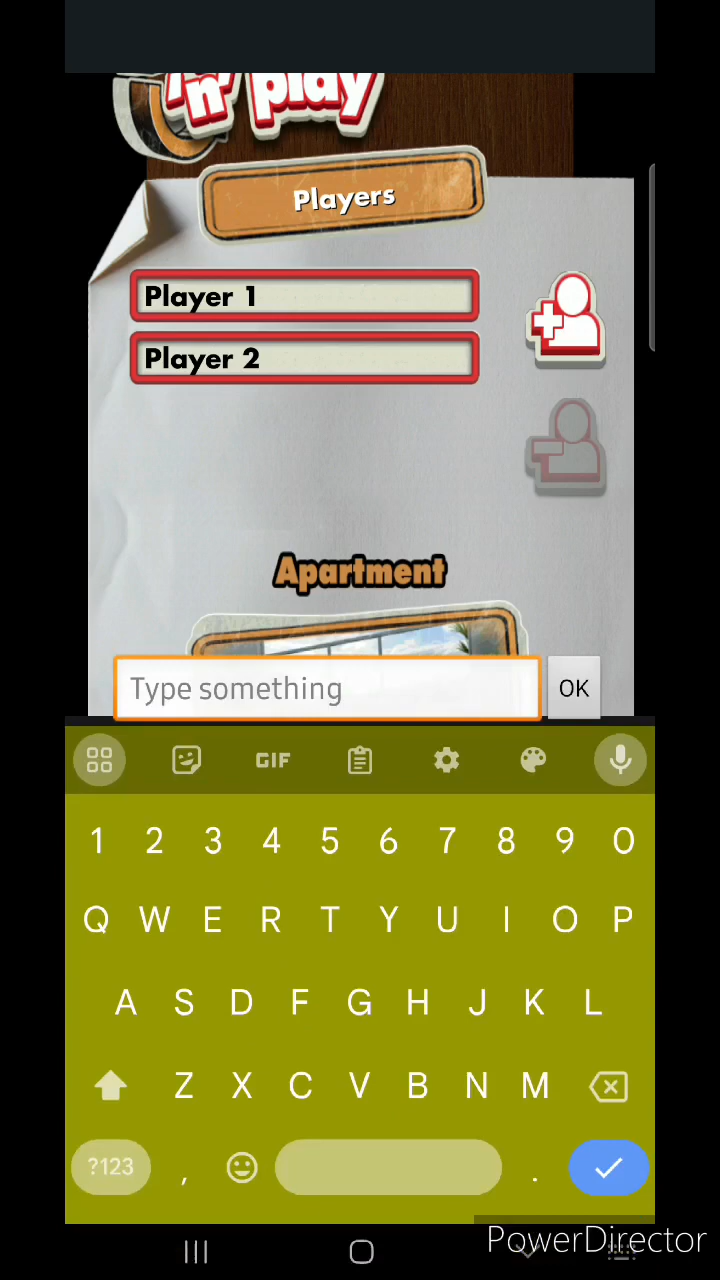 'n' play
Players
Player 1
Player 2
Apartment
Type something
OK
GIF
1 2 3 4 5 6 7 8 9 0
Q W E R T Y U I O P
A S D F G H J K L
Z X C V B N M
?123 , .
PowerDirector